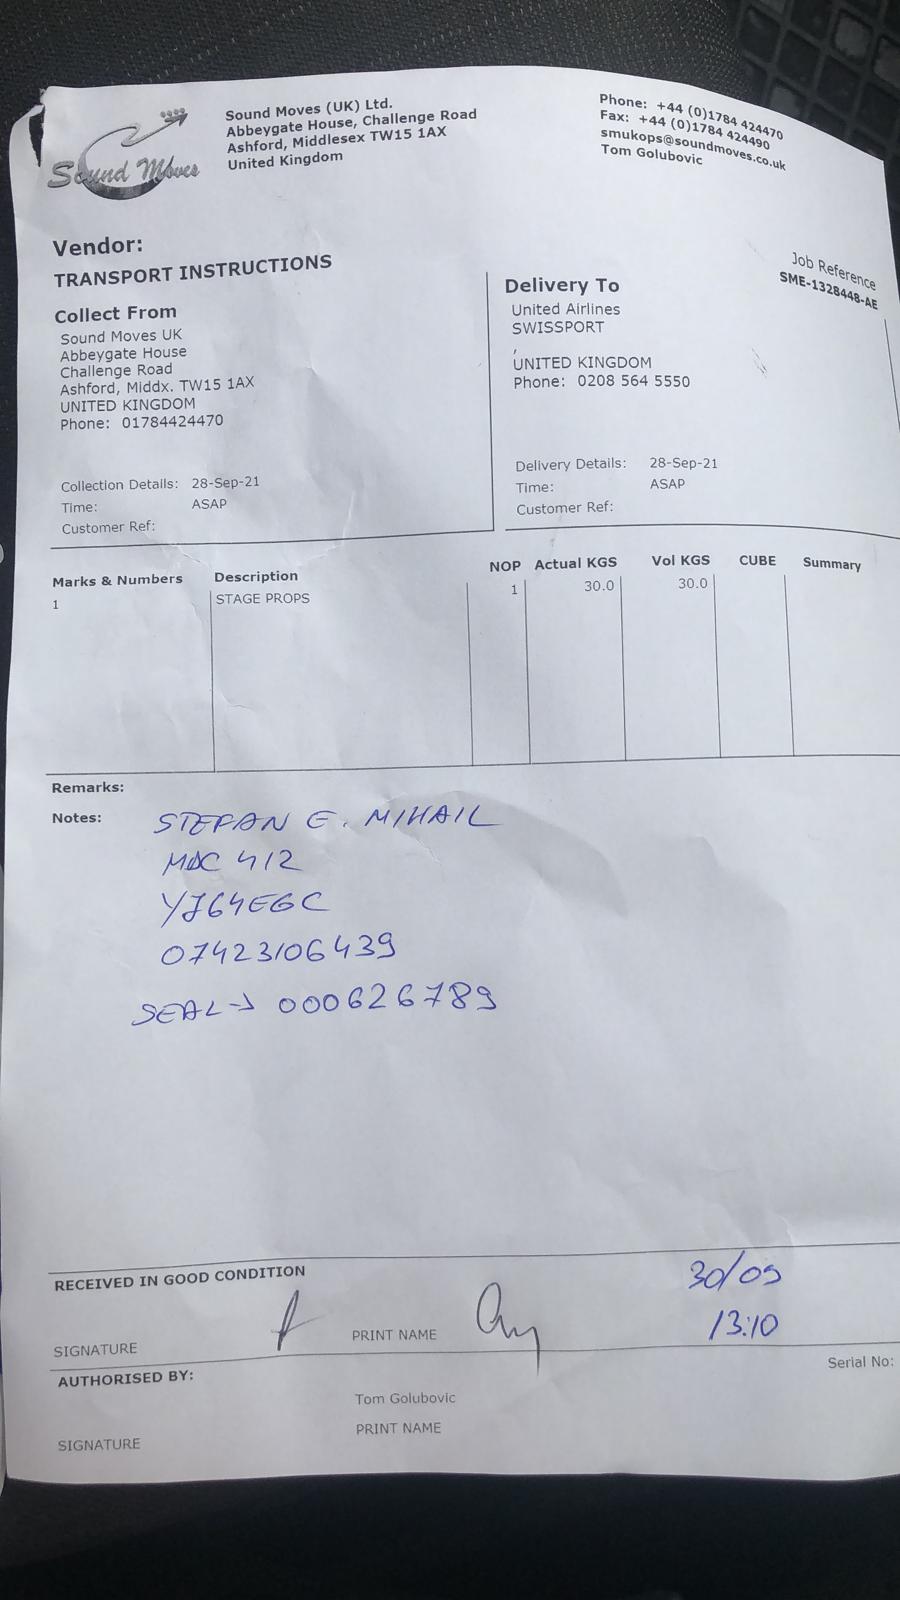 Sound Moves
Sound Moves (UK) Ltd.
Abbeygate House, Challenge Road
Ashford, Middlesex TW15 1AX
United Kingdom
Phone: +44 (0)1784 424470
Fax: +44 (0)1784 424490
smukops@soundmoves.co.uk
Tom Golubovic
Vendor:
TRANSPORT INSTRUCTIONS
Job Reference
SME-1328448-AE
Collect From
Sound Moves UK
Abbeygate House
Challenge Road
Ashford, Middx. TW15 1AX
UNITED KINGDOM
Phone: 01784424470
Collection Details: 28-Sep-21
Time: ASAP
Customer Ref:
Delivery To
United Airlines
SWISSPORT
,
UNITED KINGDOM
Phone: 0208 564 5550
Delivery Details: 28-Sep-21
Time: ASAP
Customer Ref:
Marks & Numbers Description NOP Actual KGS Vol KGS CUBE Summary
1 STAGE PROPS 1 30.0 30.0
Remarks:
Notes: STEFAN E. MIHAIL
MDC 412
YJ64EGC
07423106439
SEAL→ 000626789
RECEIVED IN GOOD CONDITION 30/09
13:10
SIGNATURE PRINT NAME
Serial No:
AUTHORISED BY:
Tom Golubovic
SIGNATURE PRINT NAME